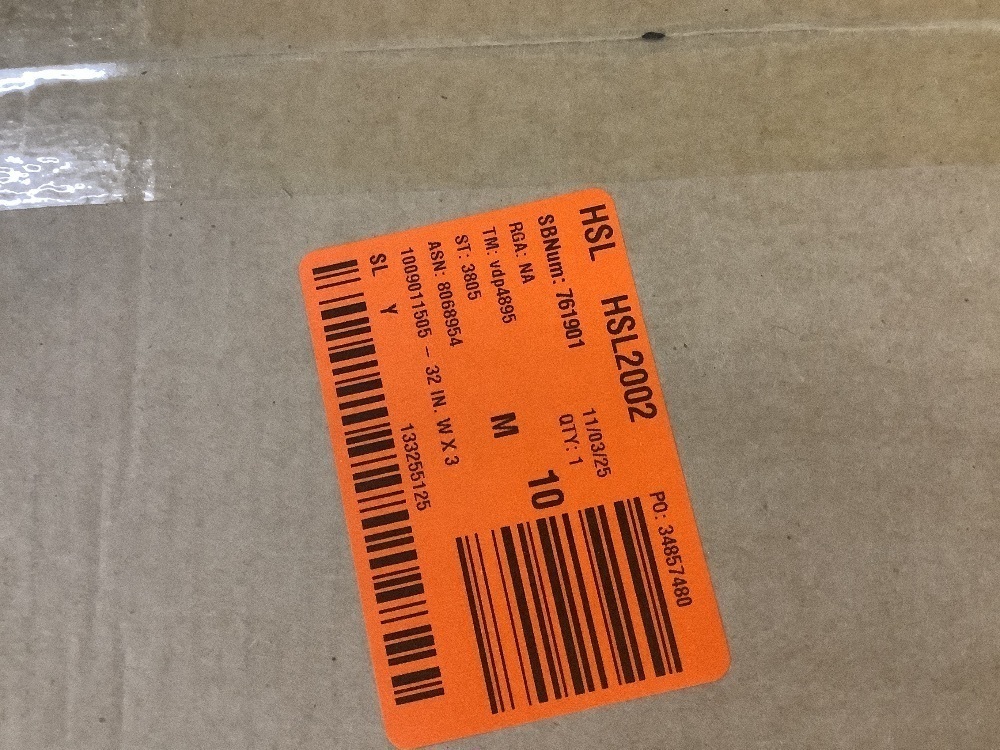 HSL HSL2002
PO: 34857480
SBNum: 761901
11/03/25
RGA: NA
QTY: 1
10
TM: vdp4895
M
ST: 3805
ASN: 8068954
1009011505 – 32 IN. W X 3
SL Y
133255125